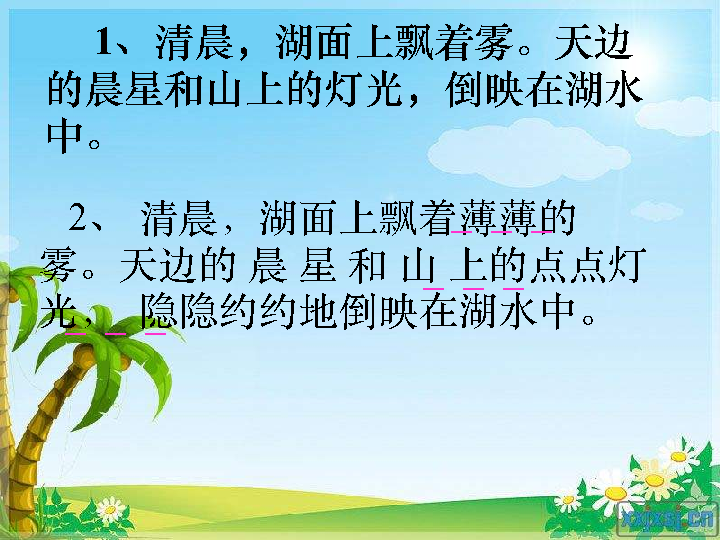 1、清晨，湖面上飘着雾。天边
的晨星和山上的灯光，倒映在湖水
中。
2、 清晨，湖面上飘着薄薄的
雾。天边的 晨 星 和 山 上的点点灯
光， 隐隐约约地倒映在湖水中。